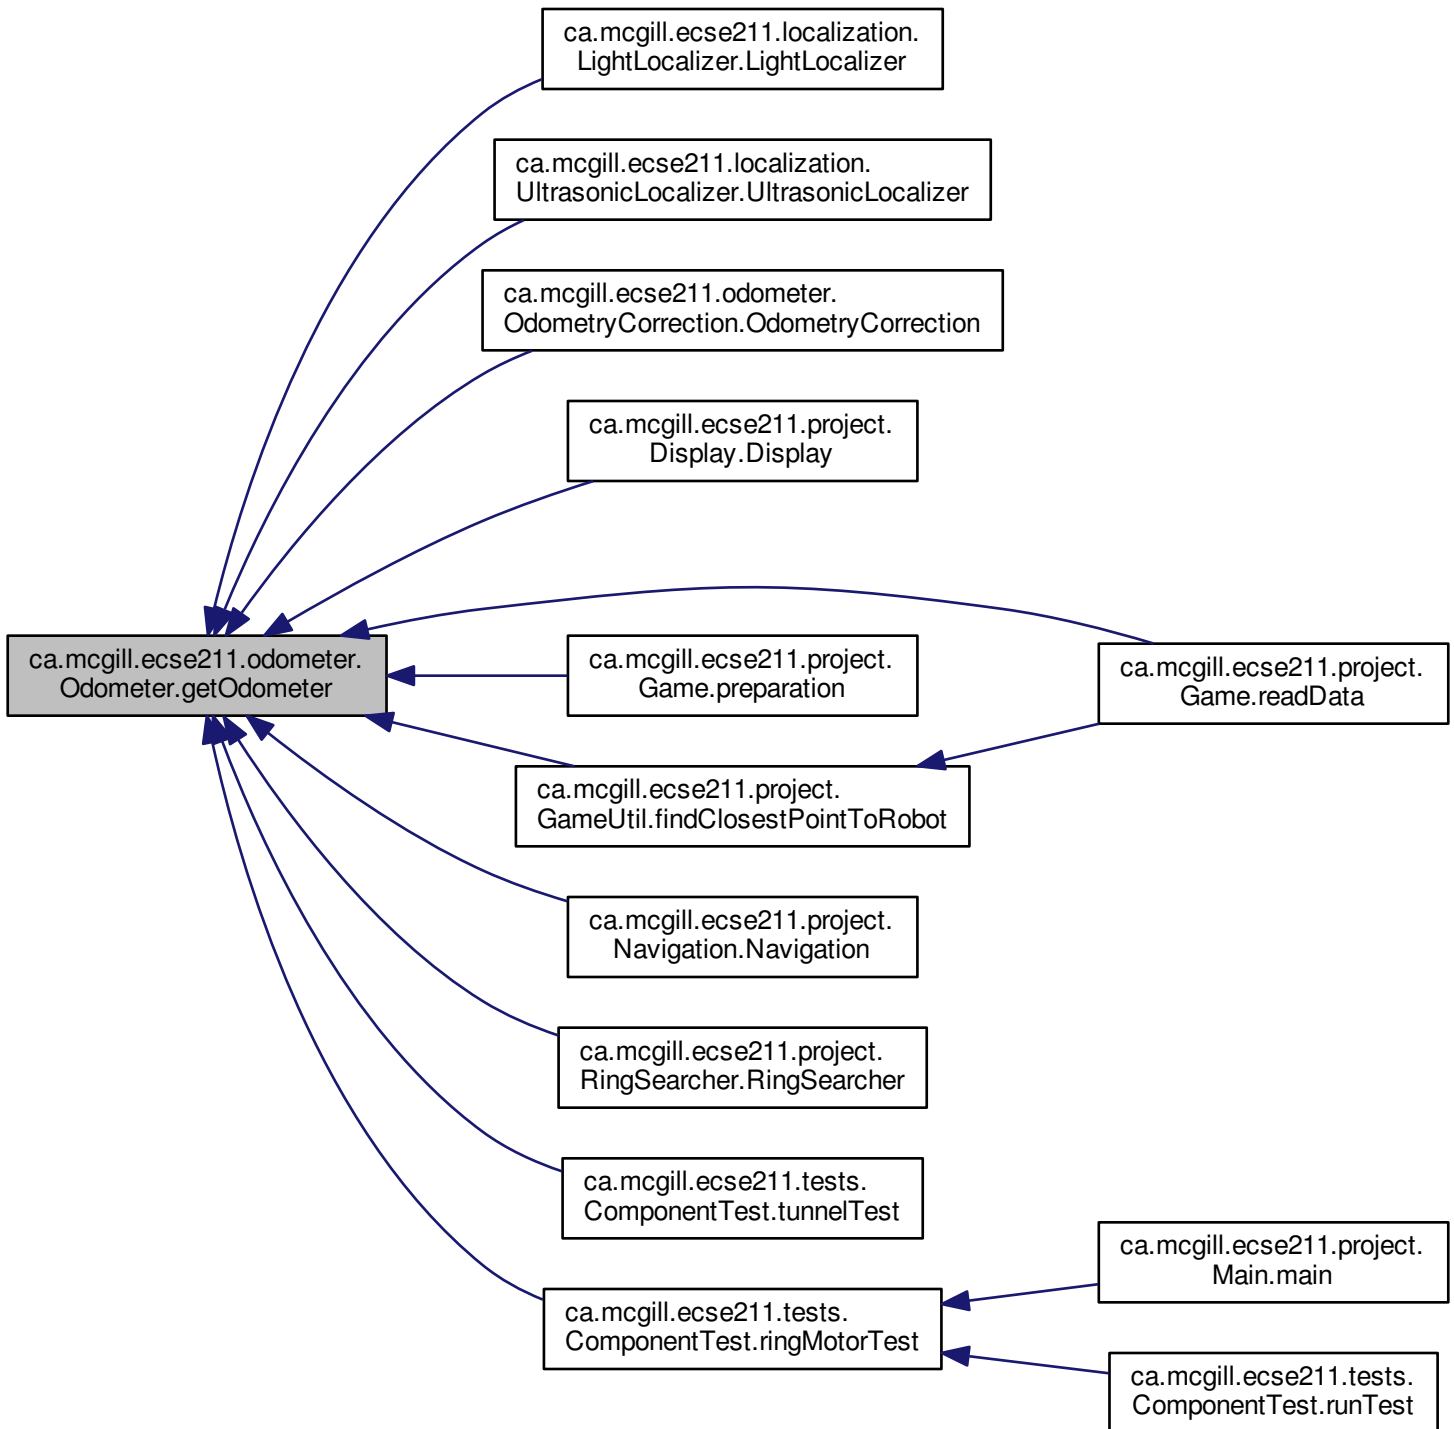 ca.mcgill.ecse211.localization.
LightLocalizer.LightLocalizer
ca.mcgill.ecse211.localization.
UltrasonicLocalizer.UltrasonicLocalizer
ca.mcgill.ecse211.odometer.
OdometryCorrection.OdometryCorrection
ca.mcgill.ecse211.project.
Display.Display
ca.mcgill.ecse211.odometer.
Odometer.getOdometer
ca.mcgill.ecse211.project.
Game.preparation
ca.mcgill.ecse211.project.
Game.readData
ca.mcgill.ecse211.project.
GameUtil.findClosestPointToRobot
ca.mcgill.ecse211.project.
Navigation.Navigation
ca.mcgill.ecse211.project.
RingSearcher.RingSearcher
ca.mcgill.ecse211.tests.
ComponentTest.tunnelTest
ca.mcgill.ecse211.tests.
ComponentTest.ringMotorTest
ca.mcgill.ecse211.project.
Main.main
ca.mcgill.ecse211.tests.
ComponentTest.runTest